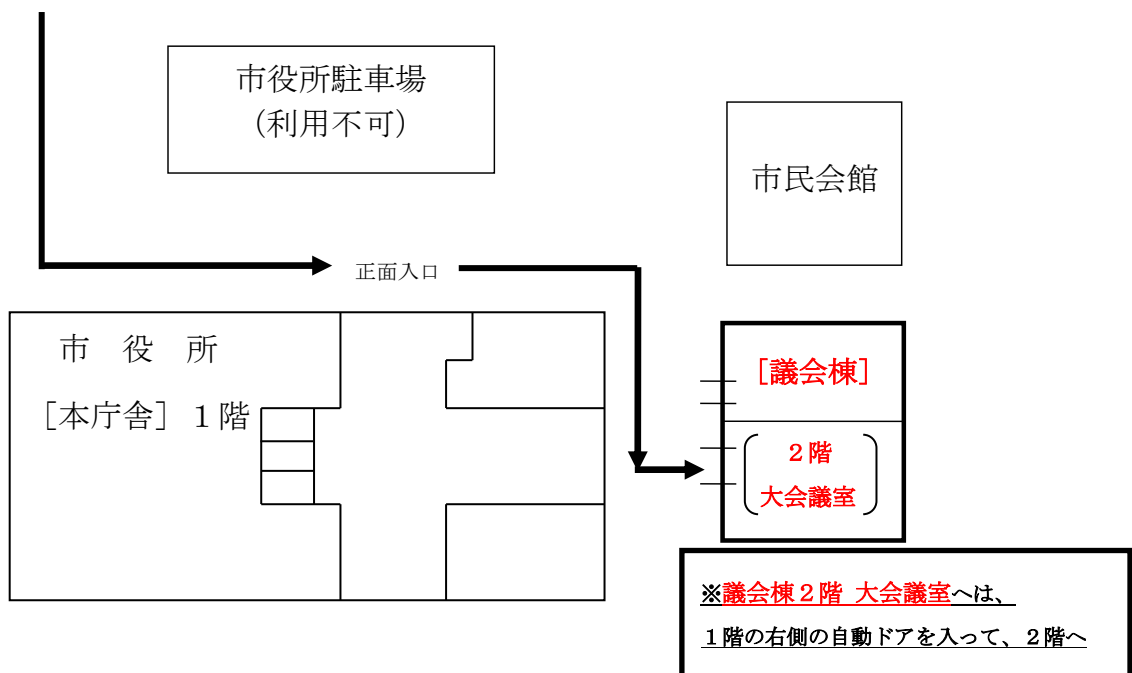 市役所駐車場
(利用不可)
市民会館
正面入口
市　役　所
［本庁舎］１階
［議会棟］
２階
大会議室
※議会棟２階 大会議室へは、
１階の右側の自動ドアを入って、２階へ